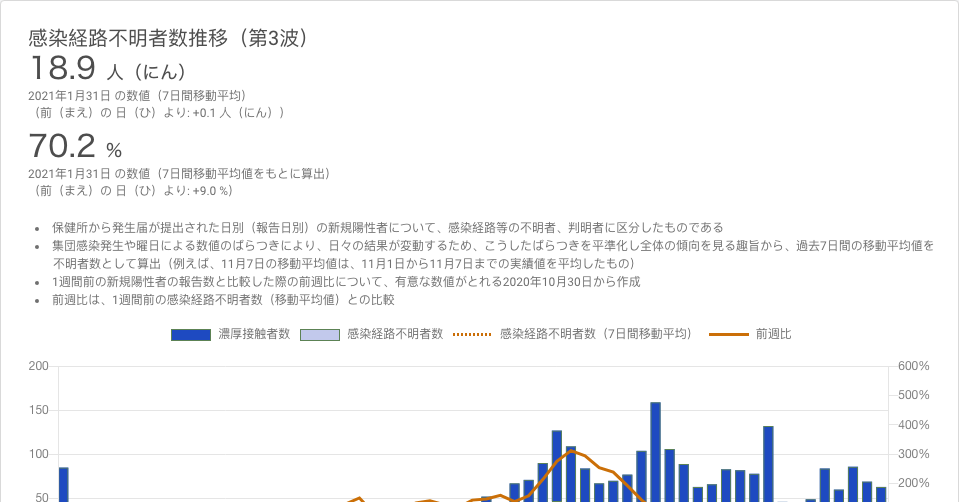 感染経路不明者数推移（第3波）
18.9 人（にん）
2021年1月31日 の数値（7日間移動平均）
（前（まえ）の 日（ひ）より: +0.1 人（にん））
70.2 %
2021年1月31日 の数値（7日間移動平均値をもとに算出）
（前（まえ）の 日（ひ）より: +9.0 %）
• 保健所から発生届が提出された日別（報告日別）の新規陽性者について、感染経路等の不明者、判明者に区分したものである
• 集団感染発生や曜日による数値のばらつきにより、日々の結果が変動するため、こうしたばらつきを平準化し全体の傾向を見る趣旨から、過去7日間の移動平均値を
不明者数として算出（例えば、11月7日の移動平均値は、11月1日から11月7日までの実績値を平均したもの）
• 1週間前の新規陽性者の報告数と比較した際の前週比について、有意な数値がとれる2020年10月30日から作成
• 前週比は、1週間前の感染経路不明者数（移動平均値）との比較
濃厚接触者数 感染経路不明者数 感染経路不明者数（7日間移動平均） 前週比
200 600%
500%
150 400%
100 300%
200%
50